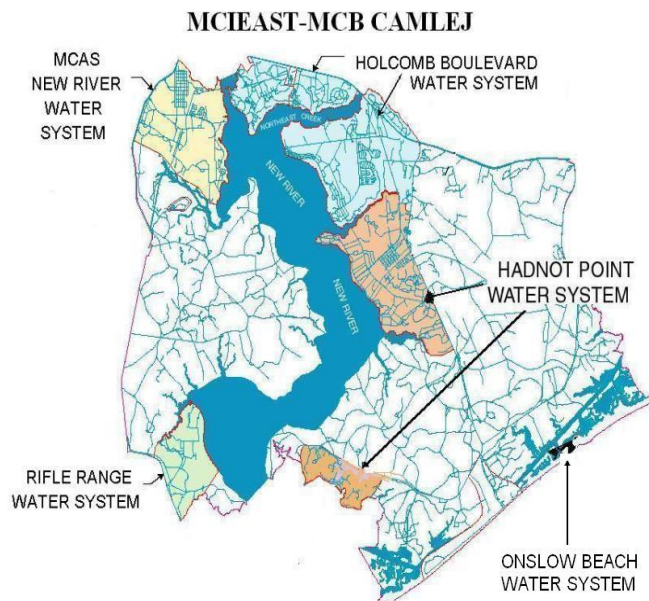 MCIEAST-MCB CAMLEJ
MCAS
NEW RIVER
WATER
SYSTEM
HOLCOMB BOULEVARD
WATER SYSTEM
NORTHEAST CREEK
NEW RIVER
NEW RIVER
HADNOT POINT
WATER SYSTEM
RIFLE RANGE
WATER SYSTEM
ONSLOW BEACH
WATER SYSTEM